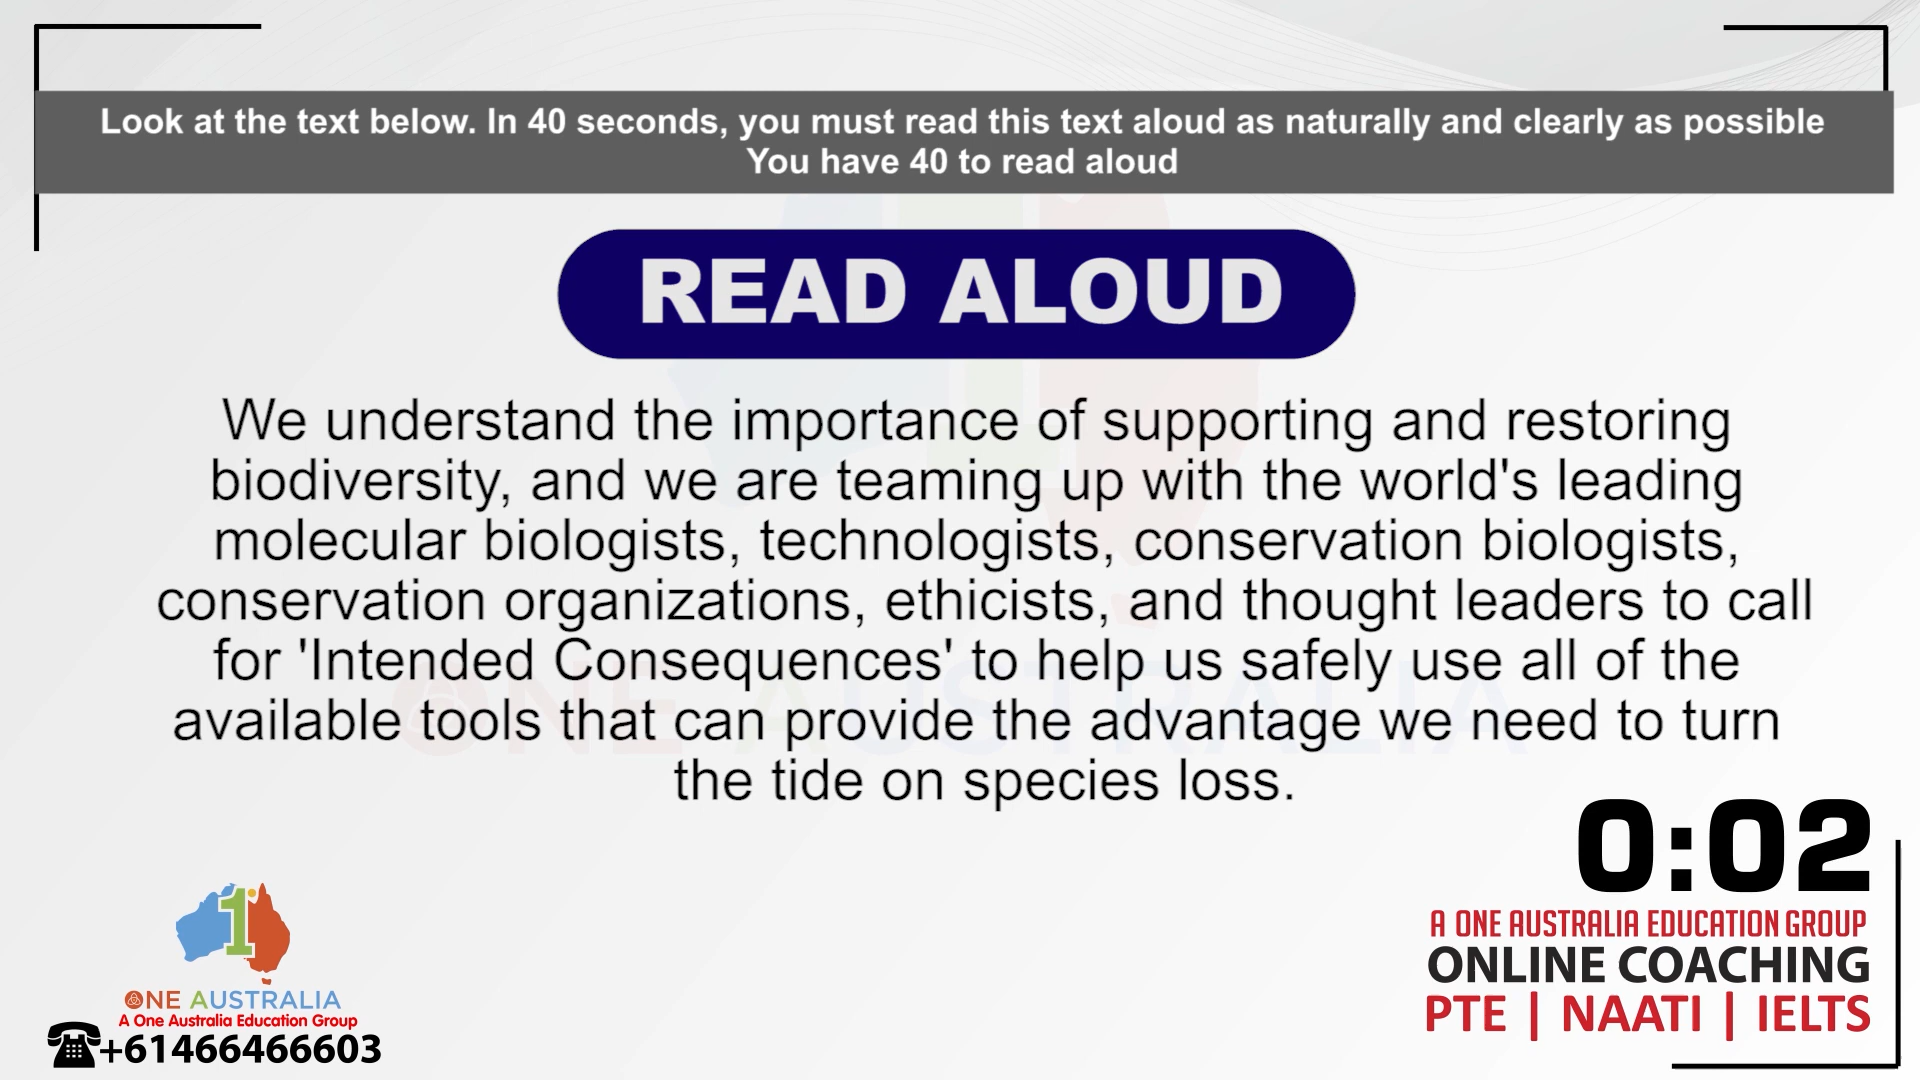 Look at the text below. In 40 seconds, you must read this text aloud as naturally and clearly as possible
You have 40 to read aloud
READ ALOUD
We understand the importance of supporting and restoring
biodiversity, and we are teaming up with the world's leading
molecular biologists, technologists, conservation biologists,
conservation organizations, ethicists, and thought leaders to call
for 'Intended Consequences' to help us safely use all of the
available tools that can provide the advantage we need to turn
the tide on species loss.
0:02
A ONE AUSTRALIA EDUCATION GROUP
ONLINE COACHING
PTE | NAATI | IELTS
1
ONE AUSTRALIA
A One Australia Education Group
+61466466603
ONE AUSTRALIA